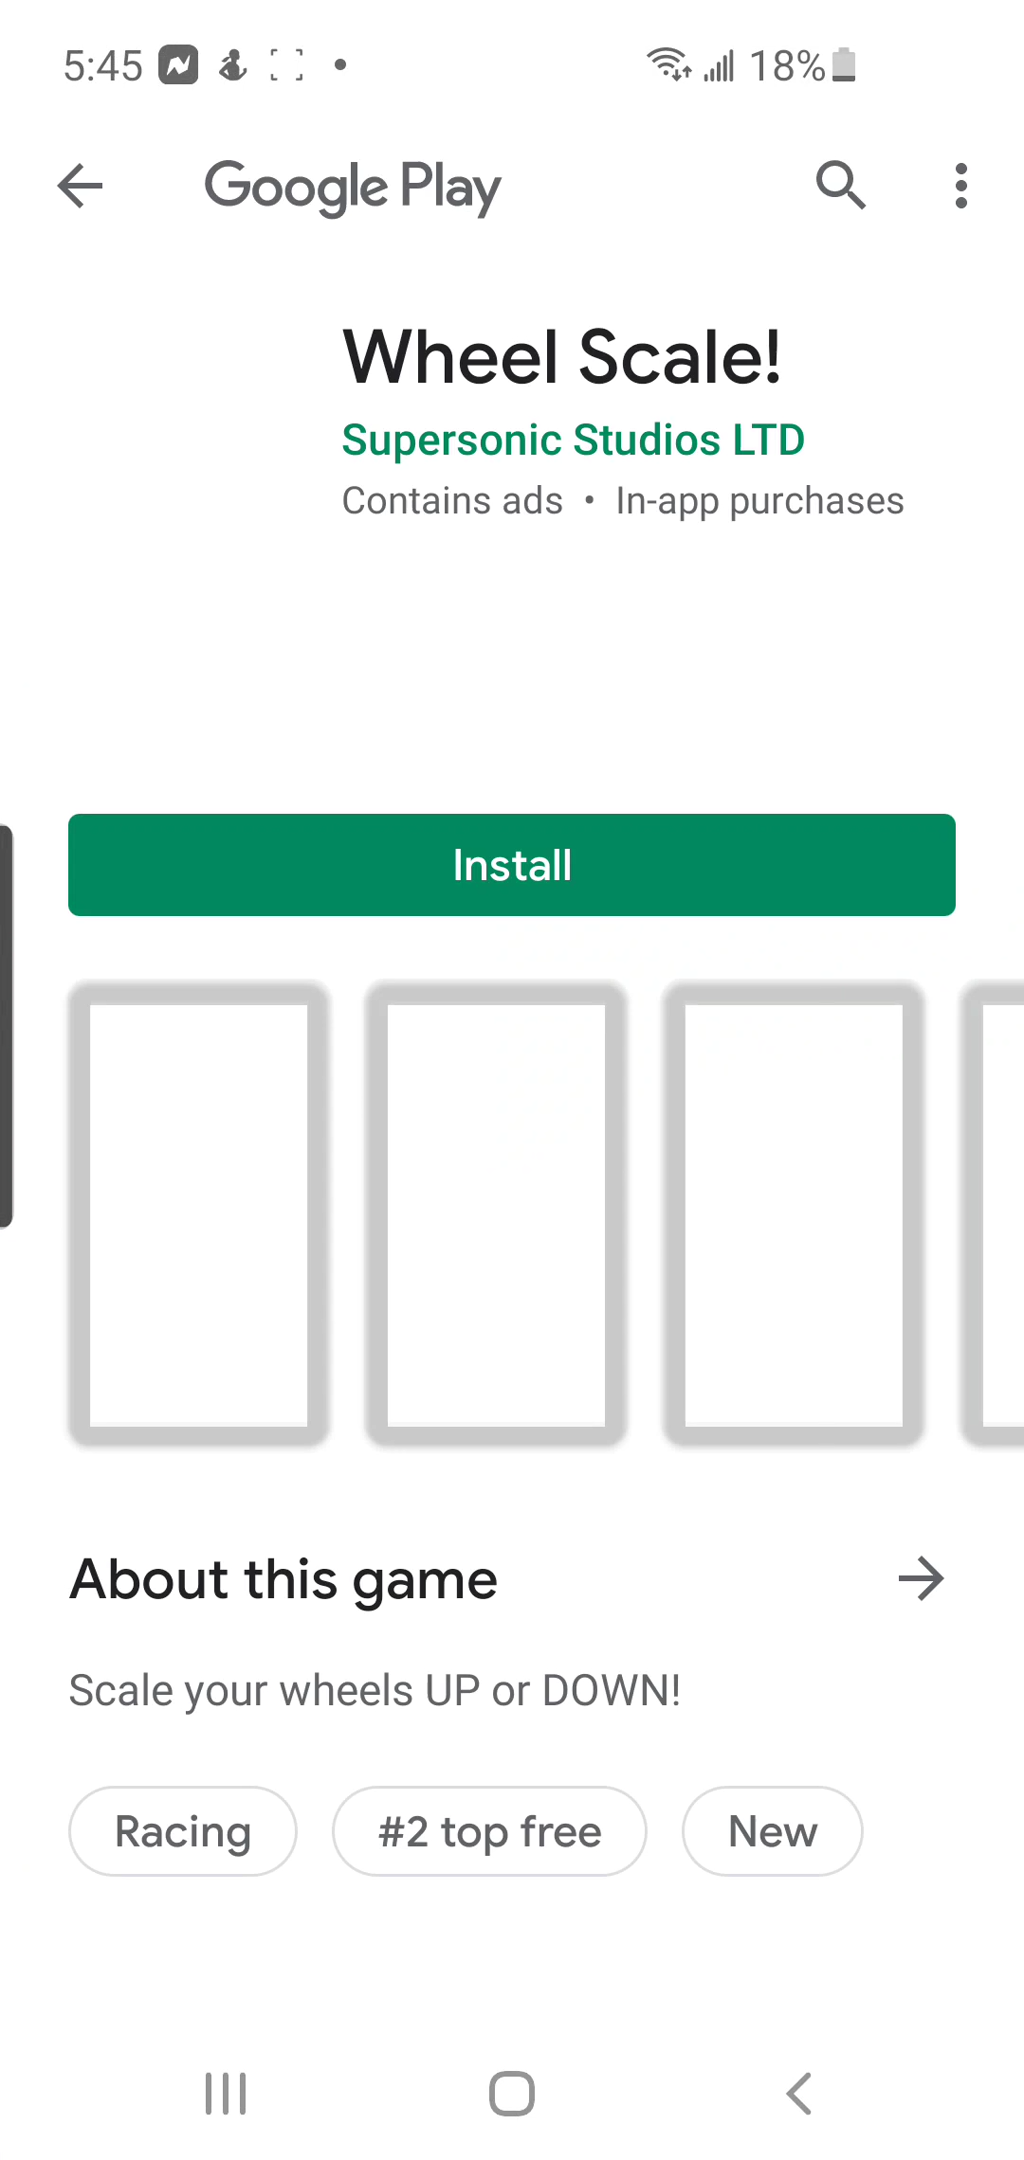 5:45
18%
Google Play
Wheel Scale!
Supersonic Studios LTD
Contains ads • In-app purchases
Install
About this game
Scale your wheels UP or DOWN!
Racing
#2 top free
New